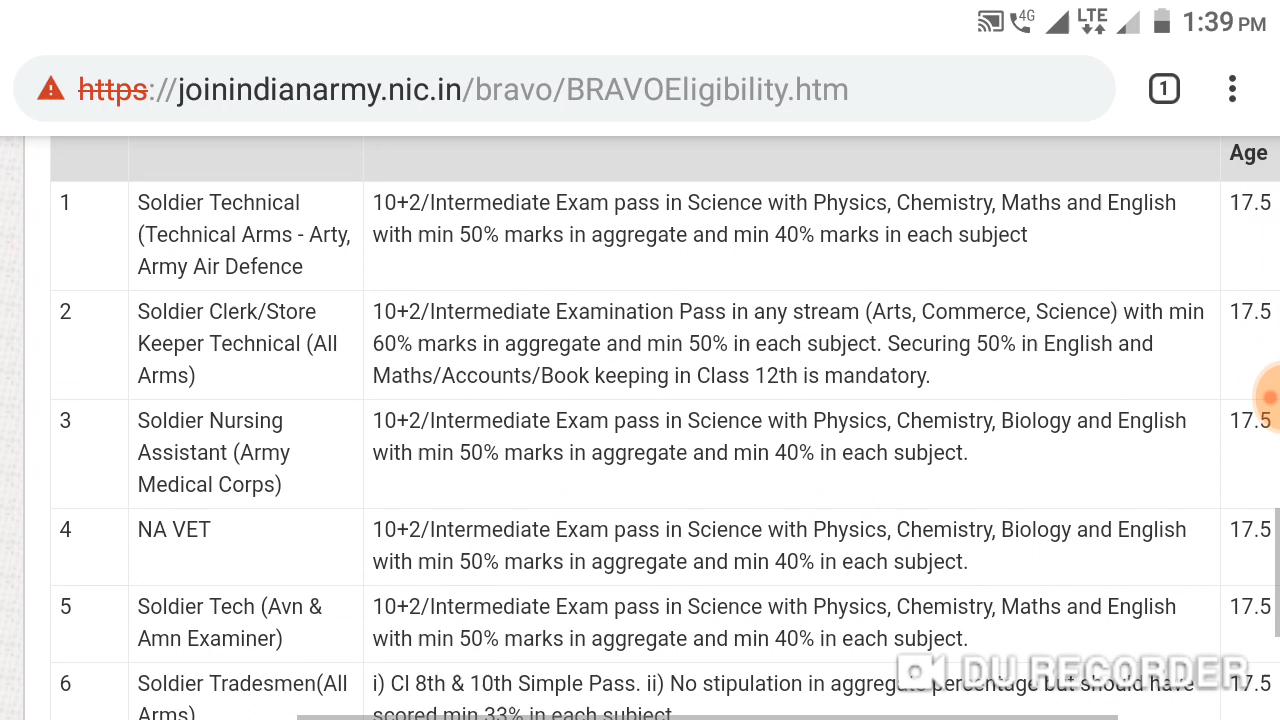 4G LTE 1:39 PM
https://joinindianarmy.nic.in/bravo/BRAVOEligibility.htm 1
Age
1 Soldier Technical 10+2/Intermediate Exam pass in Science with Physics, Chemistry, Maths and English 17.5
(Technical Arms - Arty, with min 50% marks in aggregate and min 40% marks in each subject
Army Air Defence
2 Soldier Clerk/Store 10+2/Intermediate Examination Pass in any stream (Arts, Commerce, Science) with min 17.5
Keeper Technical (All 60% marks in aggregate and min 50% in each subject. Securing 50% in English and
Arms) Maths/Accounts/Book keeping in Class 12th is mandatory.
3 Soldier Nursing 10+2/Intermediate Exam pass in Science with Physics, Chemistry, Biology and English 17.5
Assistant (Army with min 50% marks in aggregate and min 40% in each subject.
Medical Corps)
4 NA VET 10+2/Intermediate Exam pass in Science with Physics, Chemistry, Biology and English 17.5
with min 50% marks in aggregate and min 40% in each subject.
5 Soldier Tech (Avn & 10+2/Intermediate Exam pass in Science with Physics, Chemistry, Maths and English 17.5
Amn Examiner) with min 50% marks in aggregate and min 40% in each subject.
DU RECORDER
6 Soldier Tradesmen(All i) Cl 8th & 10th Simple Pass. ii) No stipulation in aggregate percentage but should have 17.5
Arms) scored min 33% in each subject